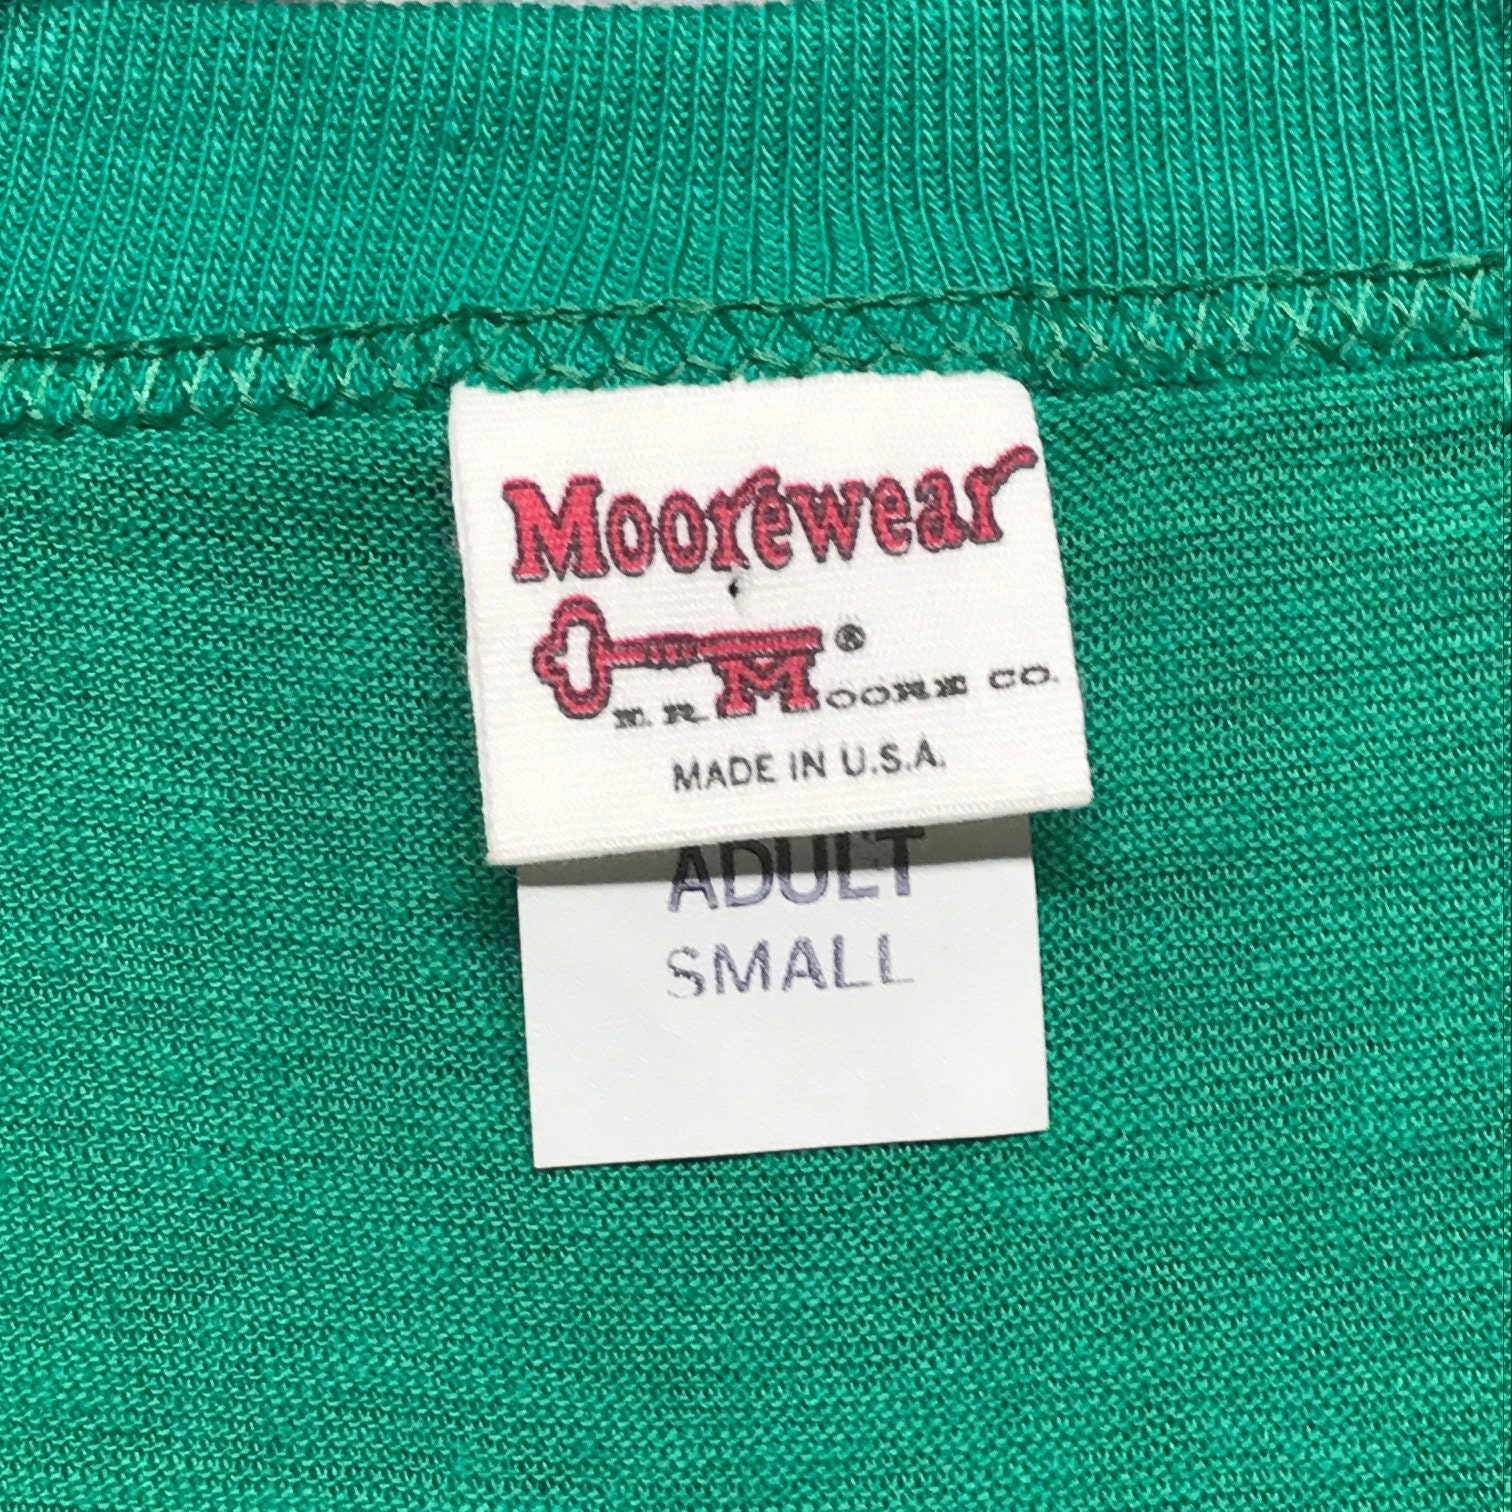 Moorewear
®
E. R. MOORE CO.
MADE IN U.S.A.
ADULT
SMALL